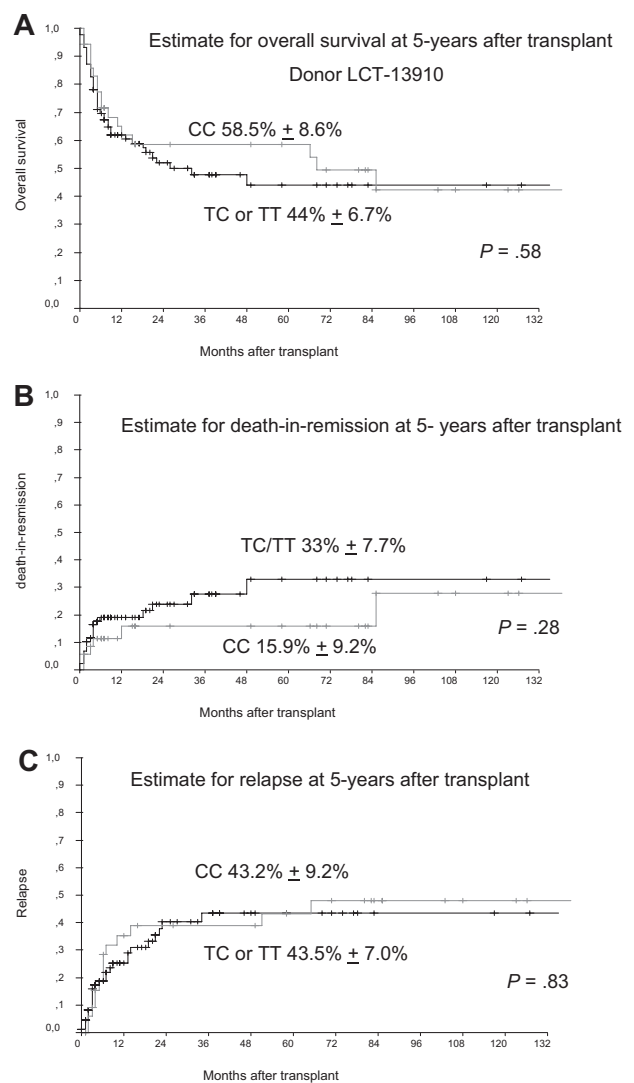 A
Estimate for overall survival at 5-years after transplant
Donor LCT-13910
1,0
,9
,8
,7
,6
,5
,4
,3
,2
,1
0,0
Overall survival
CC 58.5% ± 8.6%
TC or TT 44% ± 6.7%
P = .58
0 12 24 36 48 60 72 84 96 108 120 132
Months after transplant
B
Estimate for death-in-remission at 5- years after transplant
1,0
,9
,8
,7
,6
,5
,4
,3
,2
,1
0,0
death-in-resmission
TC/TT 33% ± 7.7%
CC 15.9% ± 9.2%
P = .28
0 12 24 36 48 60 72 84 96 108 120 132
Months after transplant
C
Estimate for relapse at 5-years after transplant
1,0
,9
,8
,7
,6
,5
,4
,3
,2
,1
0,0
Relapse
CC 43.2% ± 9.2%
TC or TT 43.5% ± 7.0%
P = .83
0 12 24 36 48 60 72 84 96 108 120 132
Months after transplant